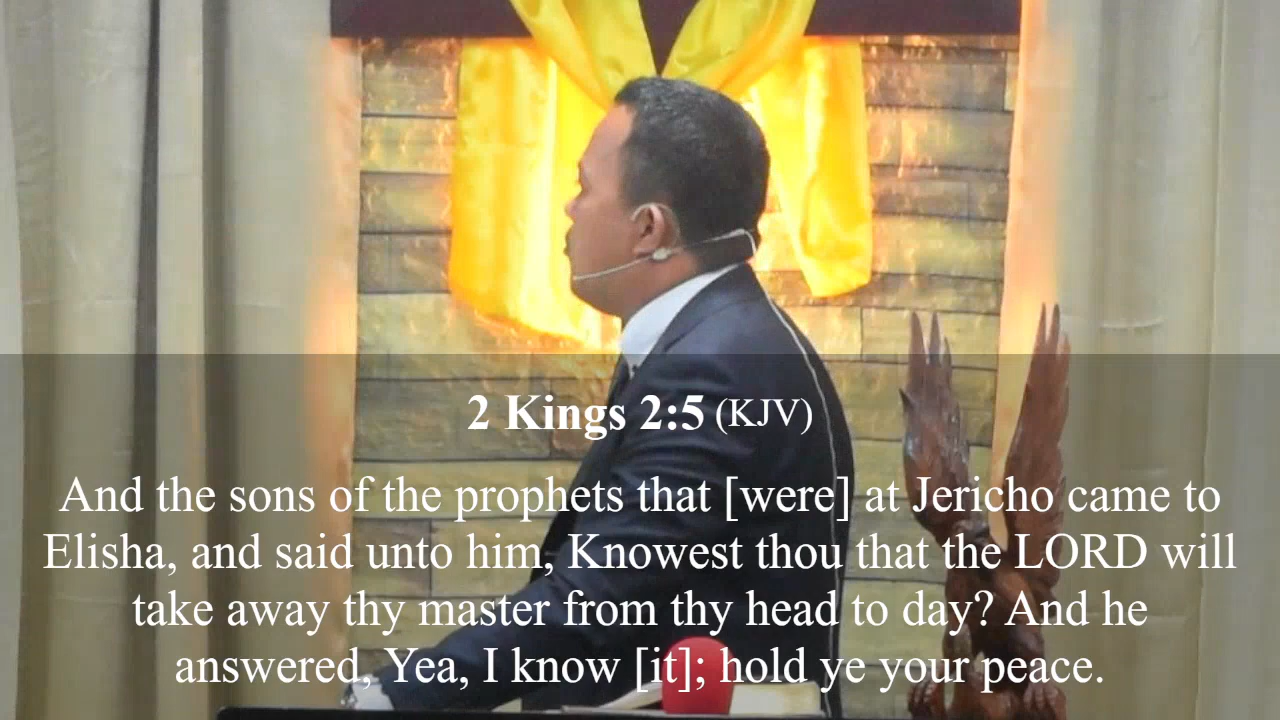 2 Kings 2:5 (KJV)
And the sons of the prophets that [were] at Jericho came to
Elisha, and said unto him, Knowest thou that the LORD will
take away thy master from thy head to day? And he
answered, Yea, I know [it]; hold ye your peace.